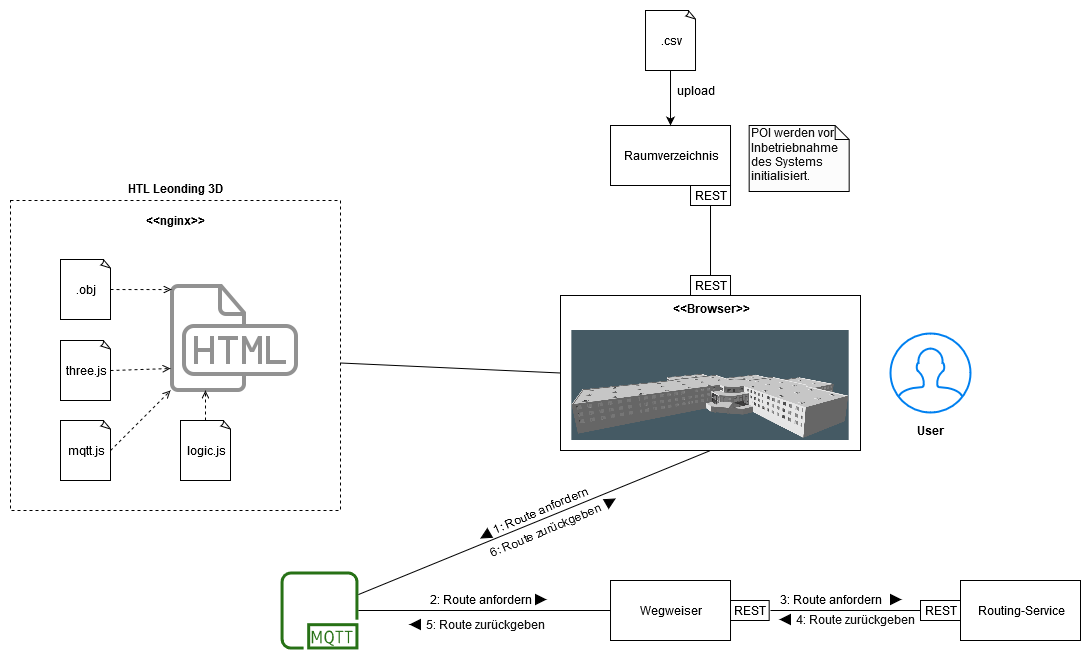 .csv
upload
Raumverzeichnis
POI werden vor
Inbetriebnahme
des Systems
initialisiert.
REST
HTL Leonding 3D
<<nginx>>
.obj
three.js
mqtt.js
logic.js
HTML
REST
<<Browser>>
User
1: Route anfordern
6: Route zurückgeben
MQTT
2: Route anfordern
5: Route zurückgeben
Wegweiser
REST
3: Route anfordern
4: Route zurückgeben
REST
Routing-Service